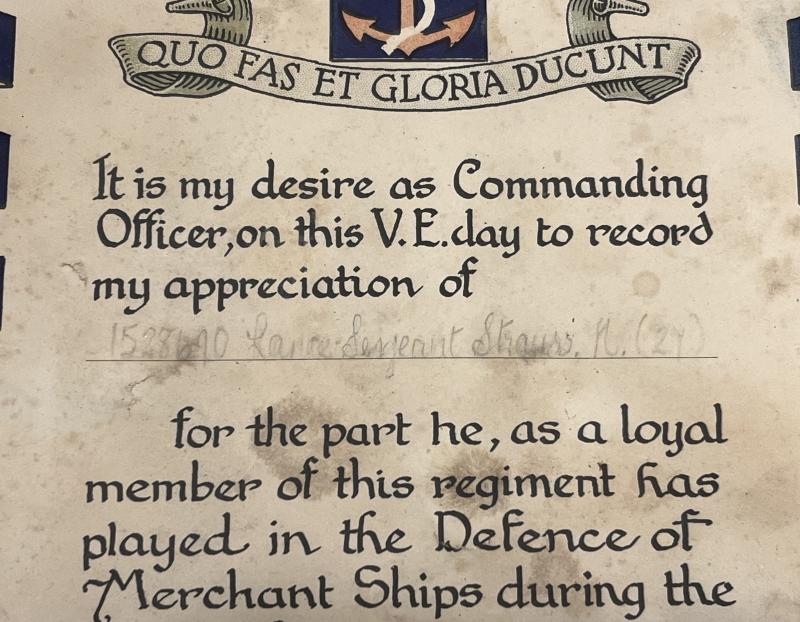 QUO FAS ET GLORIA DUCUNT
It is my desire as Commanding
Officer, on this V.E. day to record
my appreciation of
Lance-Serjeant Strauss,
for the part he, as a loyal
member of this regiment has
played in the Defence of
Merchant Ships during the